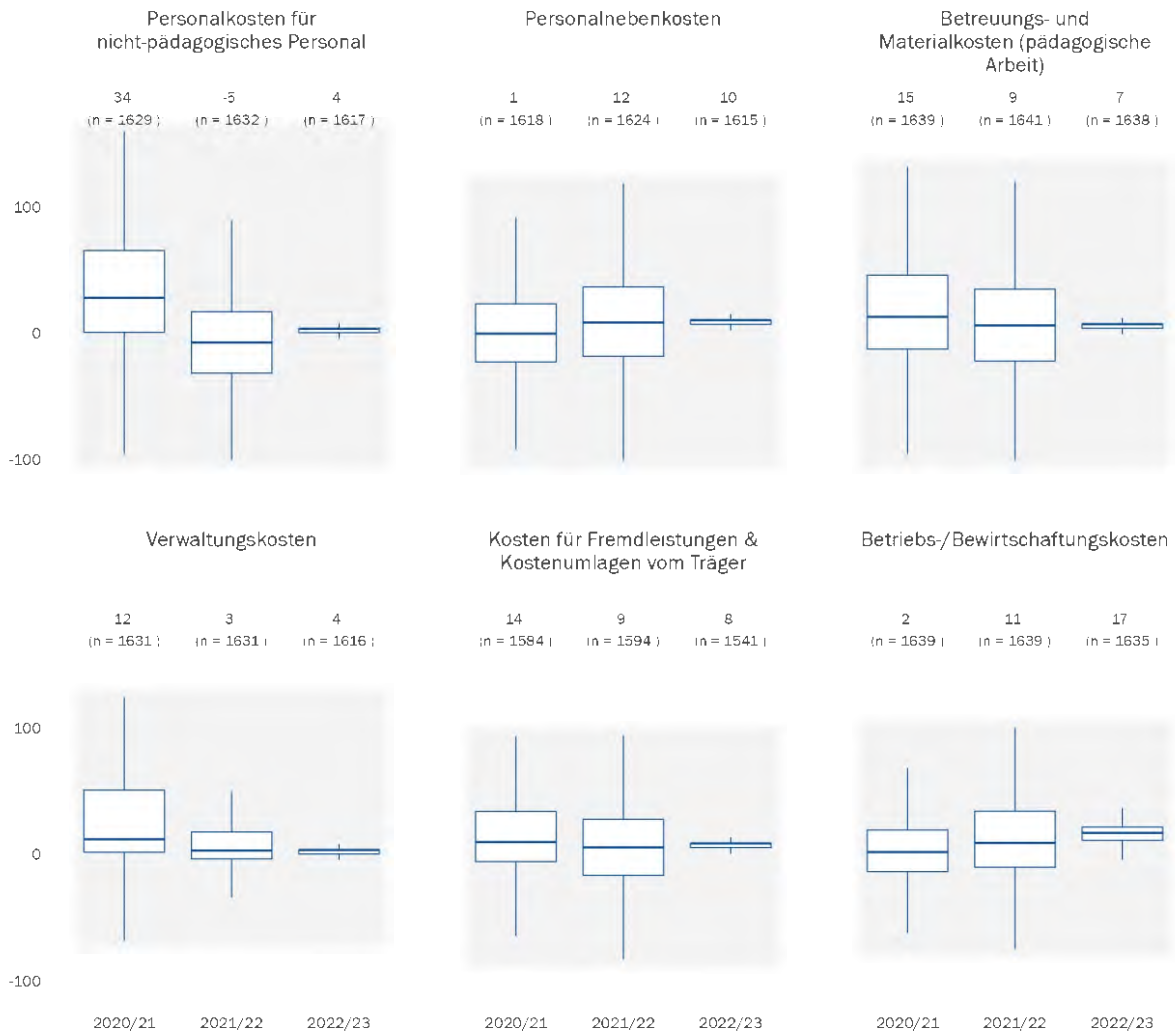 Personalkosten für
nicht-pädagogisches Personal
Personalnebenkosten
Betreuungs- und
Materialkosten (pädagogische
Arbeit)
34 -5 4
(n = 1629 ) (n = 1632 ) (n = 1617 )
1 12 10
(n = 1618 ) (n = 1624 ) (n = 1615 )
15 9 7
(n = 1639 ) (n = 1641 ) (n = 1638 )
100
0
-100
Verwaltungskosten
Kosten für Fremdleistungen &
Kostenumlagen vom Träger
Betriebs-/Bewirtschaftungskosten
12 3 4
(n = 1631 ) (n = 1631 ) (n = 1616 )
14 9 8
(n = 1584 ) (n = 1594 ) (n = 1541 )
2 11 17
(n = 1639 ) (n = 1639 ) (n = 1635 )
100
0
-100
2020/21 2021/22 2022/23 2020/21 2021/22 2022/23 2020/21 2021/22 2022/23